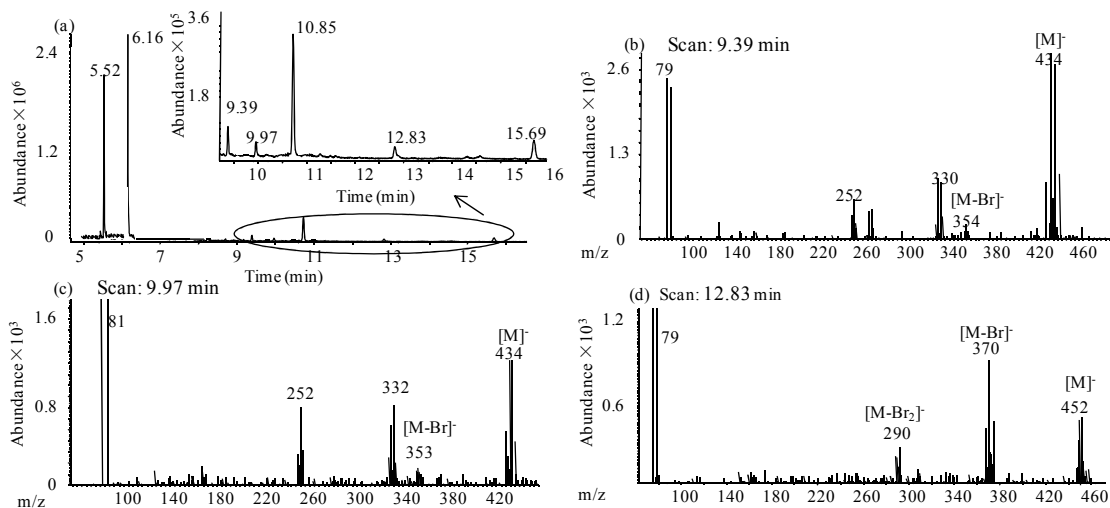 (a)
Abundance×10⁶
2.4
1.2
0
5.52
6.16
5
7
9
11
13
15
Time (min)
Abundance×10⁵
3.6
1.8
9.39
9.97
10.85
12.83
15.69
10
11
12
13
14
15
16
Time (min)
(b) Scan: 9.39 min
Abundance×10³
2.6
1.3
0
79
252
330
[M-Br]⁻
354
[M]⁻
434
m/z 100 140 180 220 260 300 340 380 420 460
(c) Scan: 9.97 min
Abundance×10³
1.6
0.8
0
81
252
332
[M-Br]⁻
353
[M]⁻
434
m/z
100 140 180 220 260 300 340 380 420 460
(d) Scan: 12.83 min
Abundance×10³
1.2
0.6
79
[M-Br₂]⁻
290
[M-Br]⁻
370
[M]⁻
452
m/z
100 140 180 220 260 300 340 380 420 460